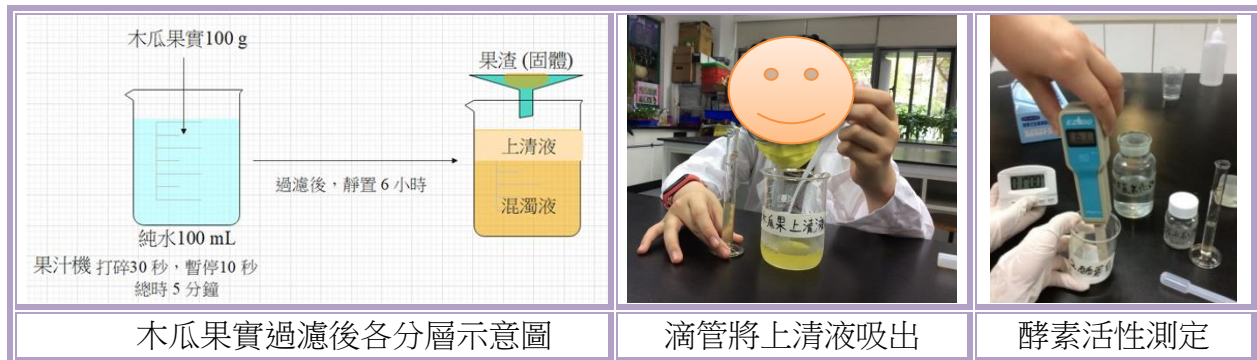 木瓜果實100 g
純水100 mL
果汁機 打碎30 秒，暫停10 秒
總時 5 分鐘
過濾後，靜置 6 小時
果渣 (固體)
上清液
混濁液
木瓜果上清液
木瓜果實過濾後各分層示意圖
滴管將上清液吸出
酵素活性測定